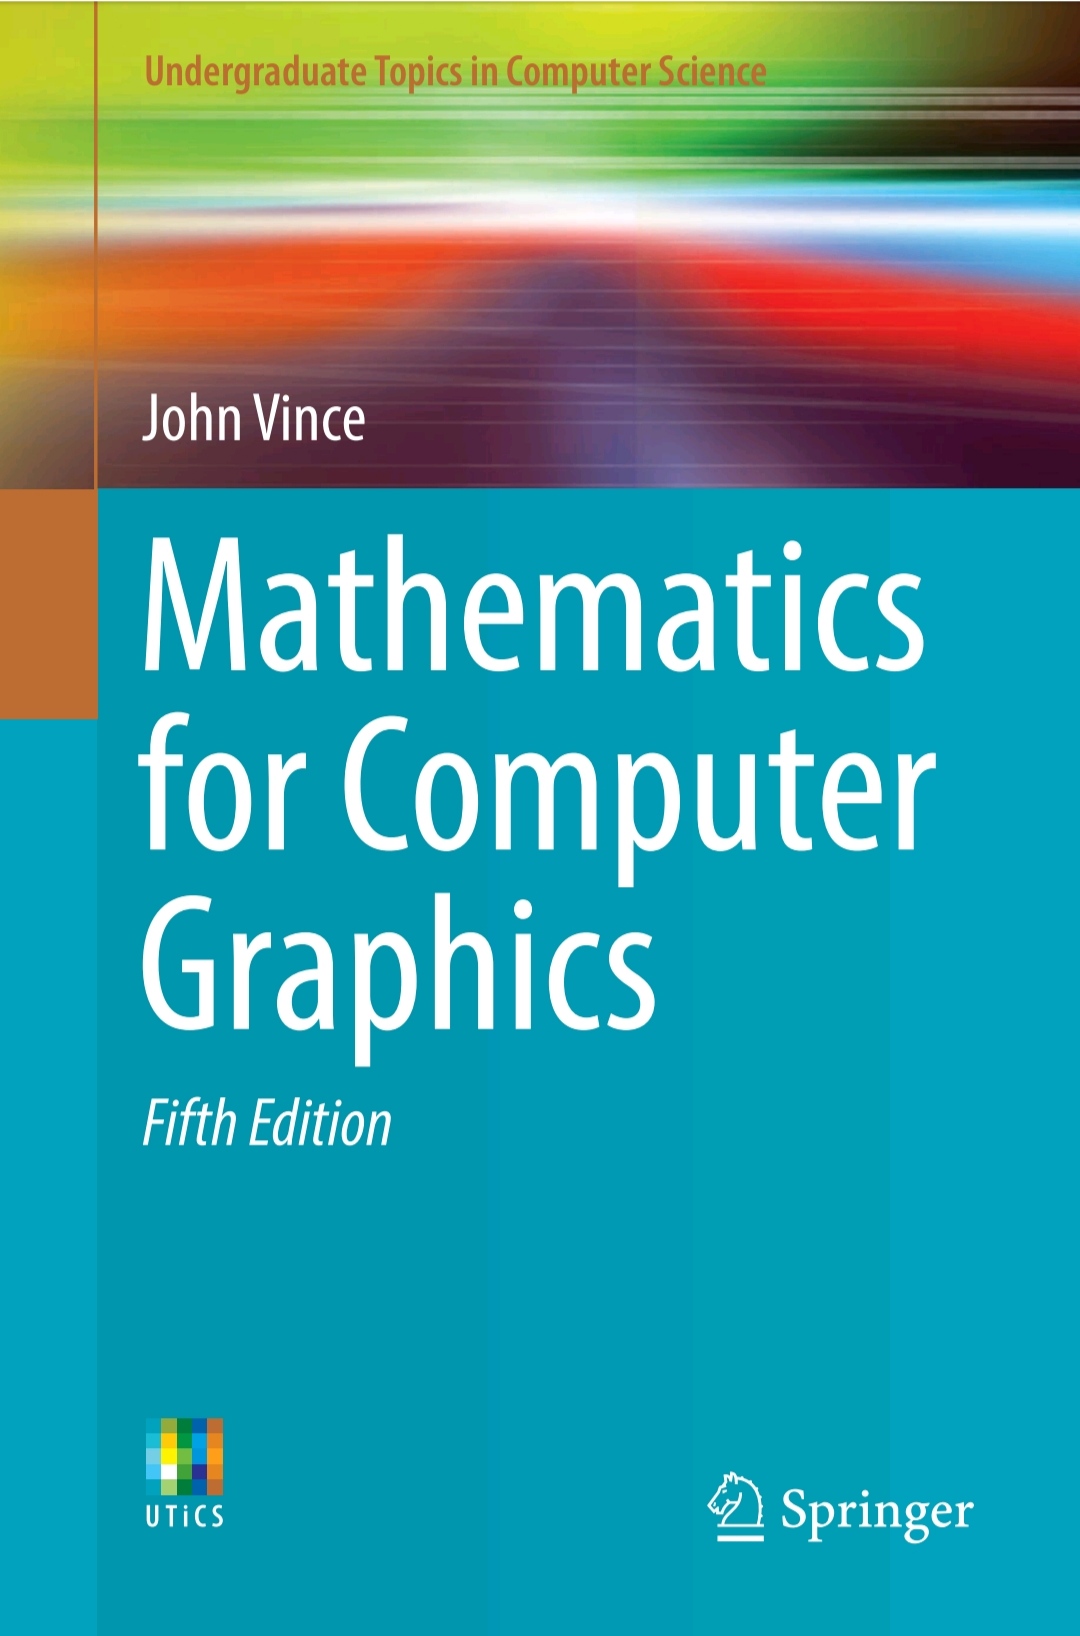 Undergraduate Topics in Computer Science
John Vince
Mathematics
for Computer
Graphics
Fifth Edition
UTiCS
Springer